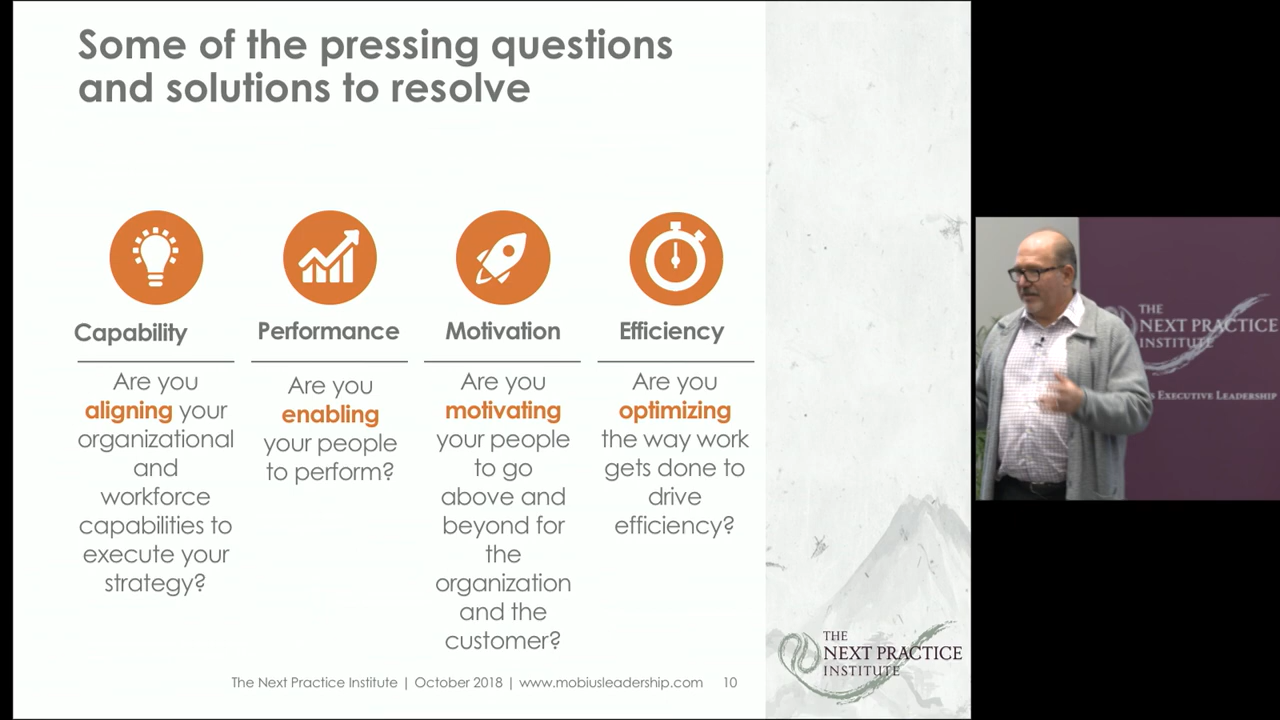 Some of the pressing questions
and solutions to resolve
Capability
Are you
aligning your
organizational
and
workforce
capabilities to
execute your
strategy?
Performance
Are you
enabling
your people
to perform?
Motivation
Are you
motivating
your people
to go
above and
beyond for
the
organization
and the
customer?
Efficiency
Are you
optimizing
the way work
gets done to
drive
efficiency?
The Next Practice Institute | October 2018 | www.mobiusleadership.com 10
THE
NEXT PRACTICE
INSTITUTE
THE
NEXT PRACTICE
INSTITUTE
S EXECUTIVE LEADERSHIP